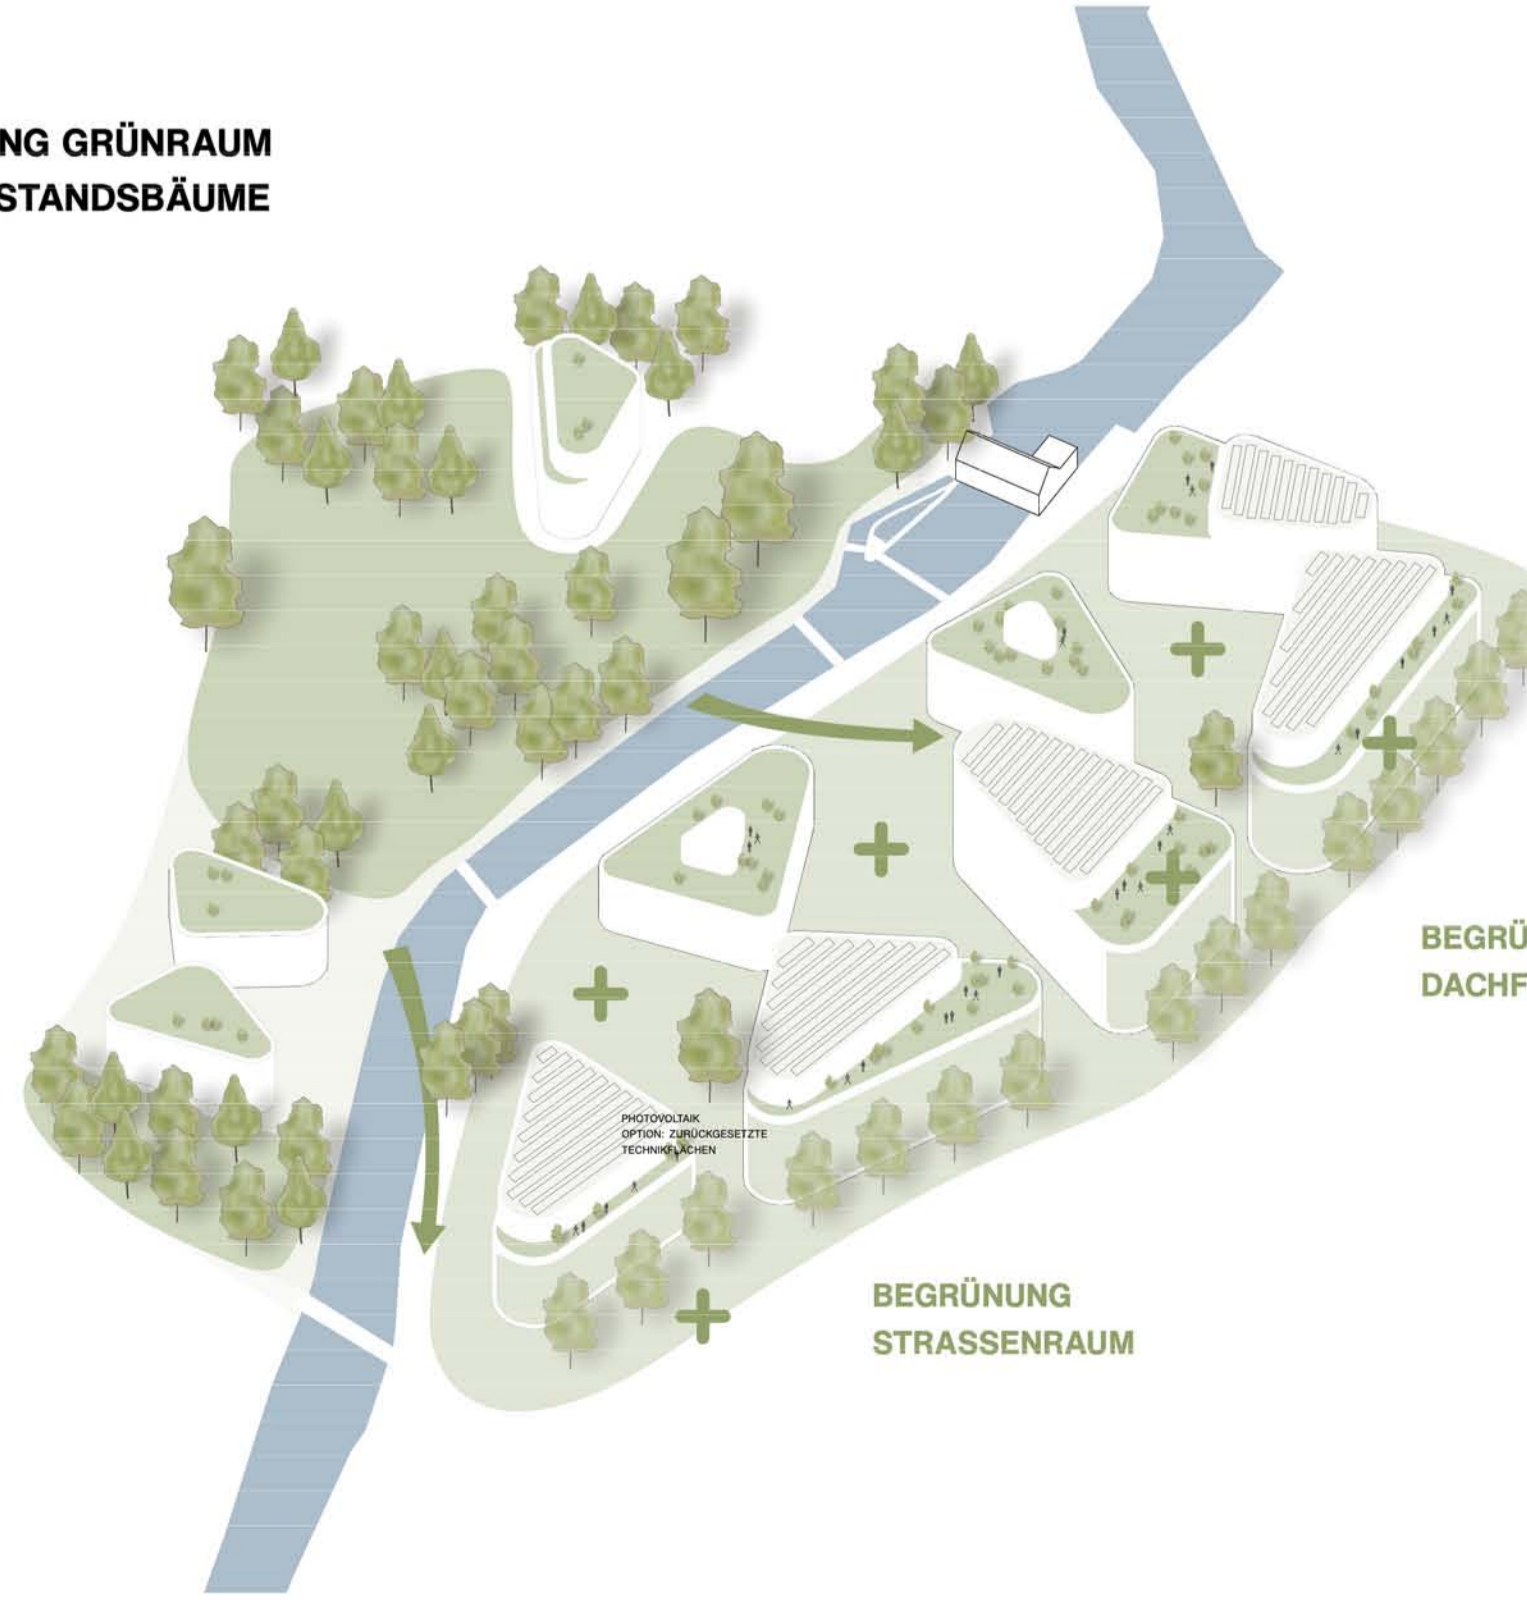 NG GRÜNRAUM
STANDSBÄUME
BEGRÜ
DACHF
PHOTOVOLTAIK
OPTION: ZURÜCKGESETZTE
TECHNIKFLÄCHEN
BEGRÜNUNG
STRASSENRAUM